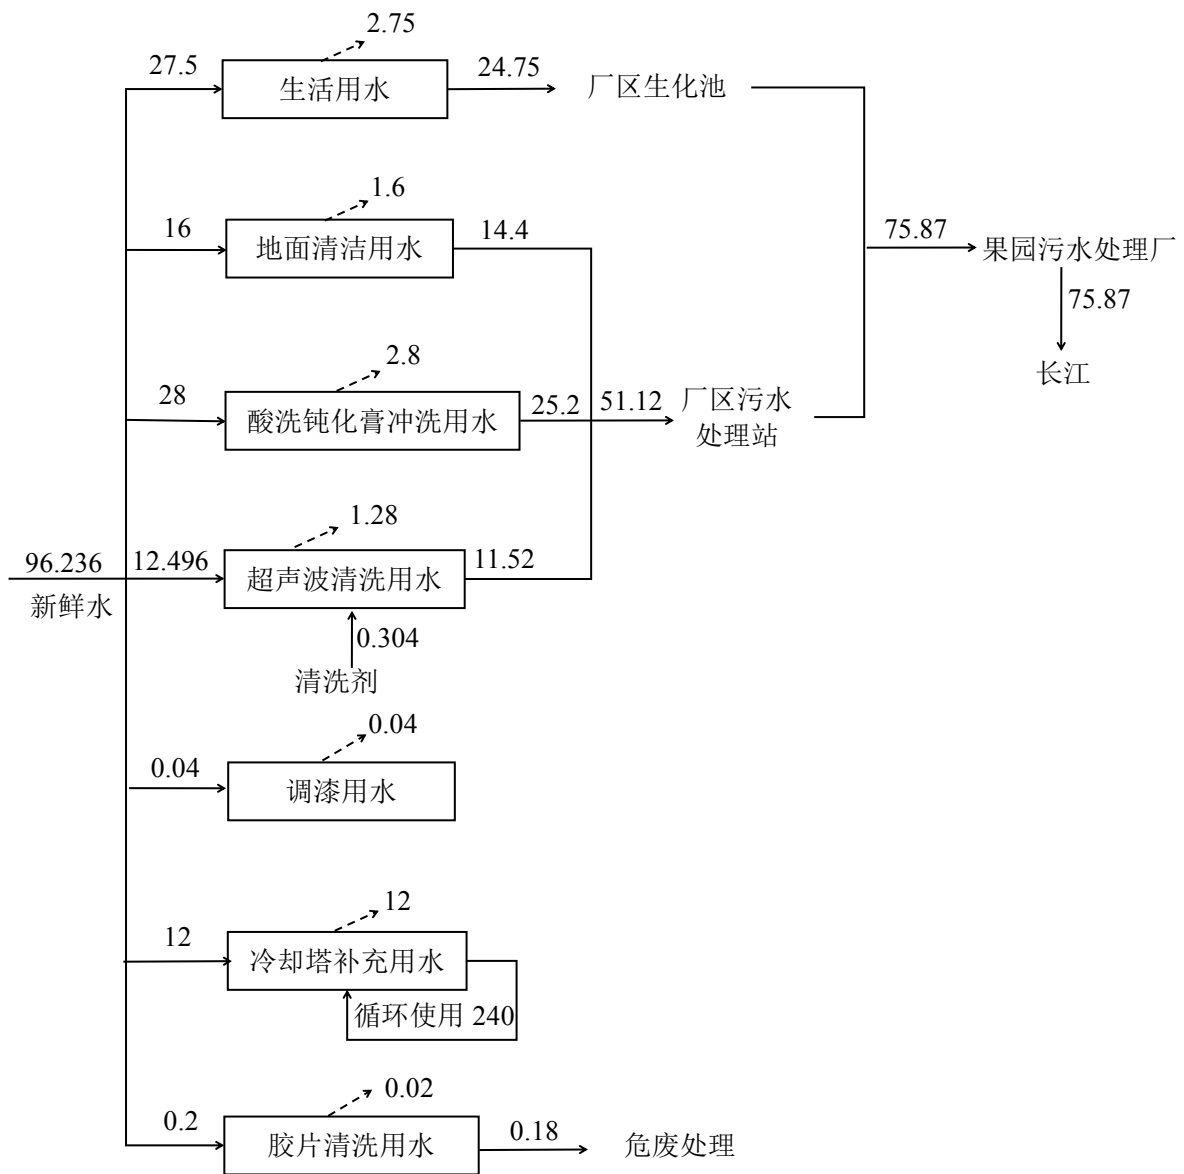 2.75
27.5
生活用水
24.75
厂区生化池
1.6
16
地面清洁用水
14.4
75.87
果园污水处理厂
75.87
长江
2.8
28
酸洗钝化膏冲洗用水
25.2
51.12
厂区污水
处理站
1.28
96.236
新鲜水
12.496
超声波清洗用水
11.52
0.304
清洗剂
0.04
0.04
调漆用水
12
12
冷却塔补充用水
循环使用 240
0.02
0.2
胶片清洗用水
0.18
危废处理